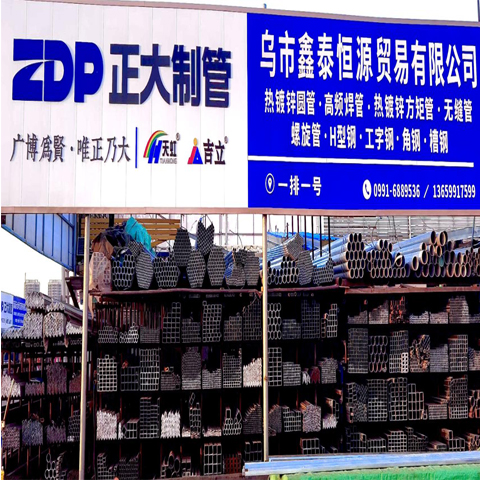 ZDP 正大制管
广博为賢·唯正乃大
天虹
吉立
乌市鑫泰恒源贸易有限公司
热镀锌圆管·高频焊管·热镀锌方矩管·无缝管
螺旋管·H型钢·工字钢·角钢·槽钢
一排一号
0991-6889536 / 13659917599
ZDP